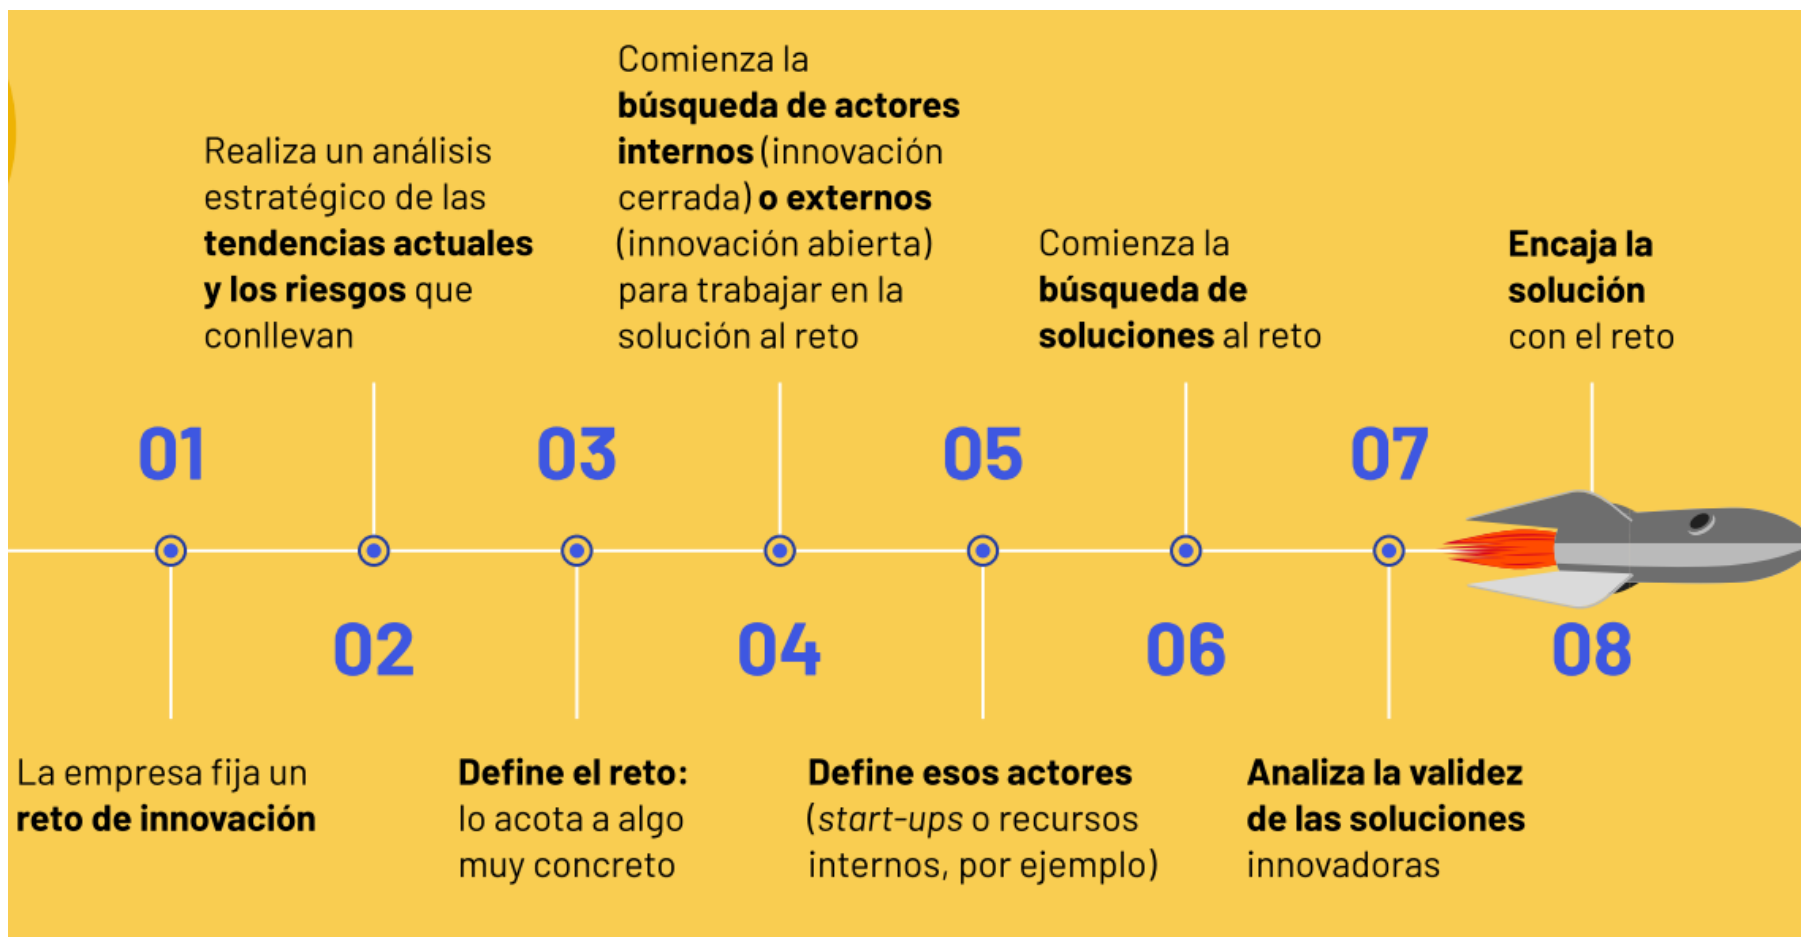 01
La empresa fija un
reto de innovación
02
Realiza un análisis
estratégico de las
tendencias actuales
y los riesgos que
conllevan
03
Define el reto:
lo acota a algo
muy concreto
04
Comienza la
búsqueda de actores
internos (innovación
cerrada) o externos
(innovación abierta)
para trabajar en la
solución al reto
05
Define esos actores
(start-ups o recursos
internos, por ejemplo)
06
Comienza la
búsqueda de
soluciones al reto
07
Analiza la validez
de las soluciones
innovadoras
08
Encaja la
solución
con el reto